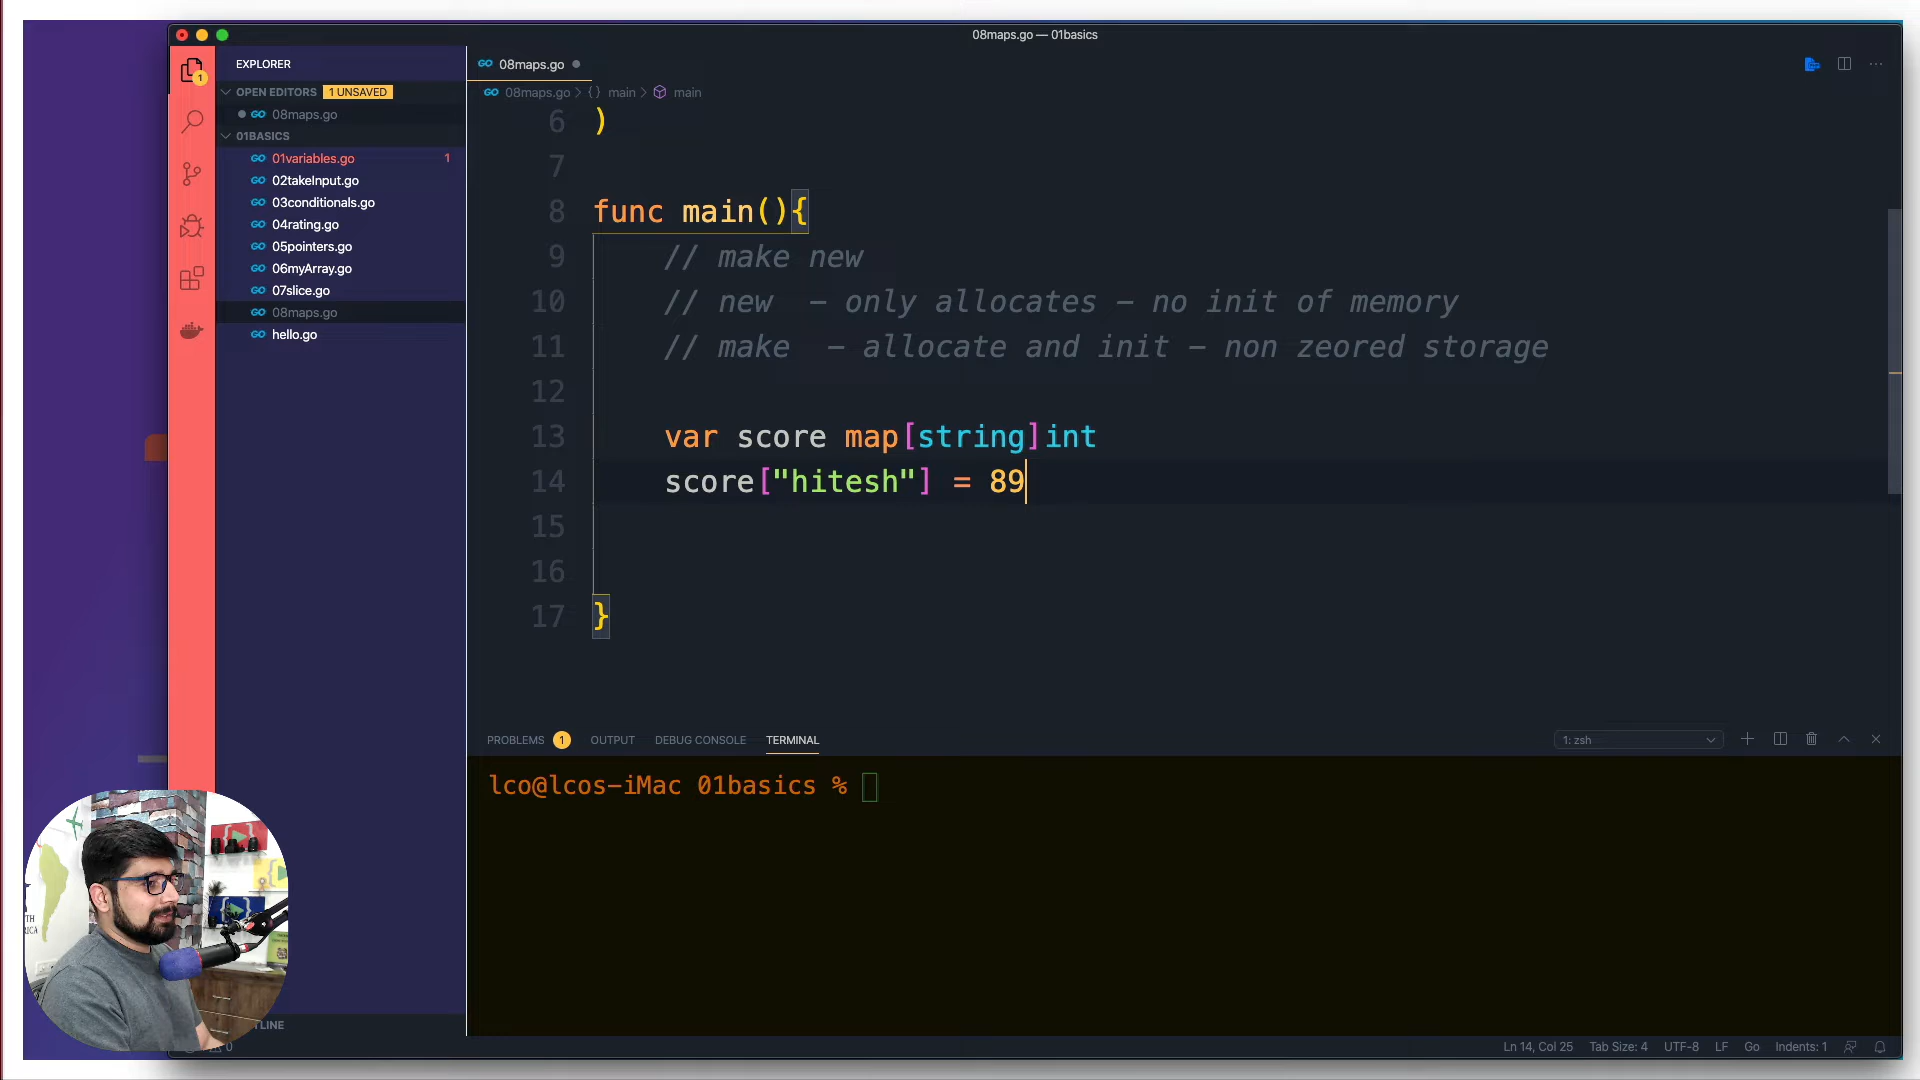 08maps.go — 01basics
EXPLORER
OPEN EDITORS 1 UNSAVED
08maps.go
01BASICS
01variables.go 1
02takeInput.go
03conditionals.go
04rating.go
05pointers.go
06myArray.go
07slice.go
08maps.go
hello.go
08maps.go
08maps.go > {} main > main
6 )
7
8 func main(){
9 // make new
10 // new - only allocates - no init of memory
11 // make - allocate and init - non zeored storage
12
13 var score map[string]int
14 score["hitesh"] = 89
15
16
17 }
PROBLEMS 1 OUTPUT DEBUG CONSOLE TERMINAL 1: zsh
lco@lcos-iMac 01basics %
TLINE
0 Ln 14, Col 25 Tab Size: 4 UTF-8 LF Go Indents: 1